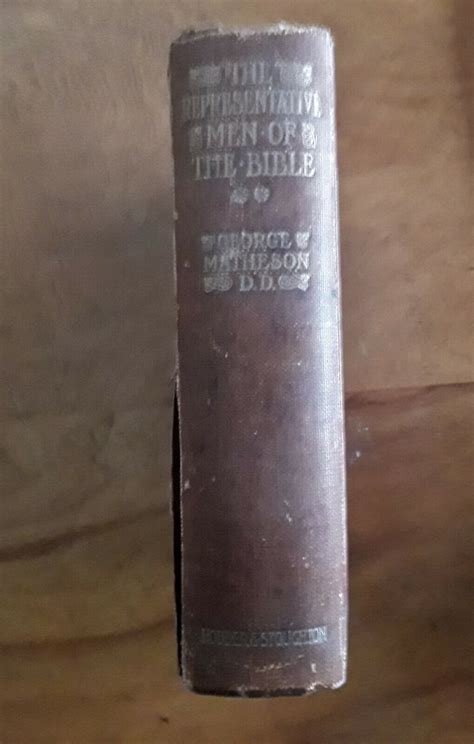 THE
REPRESENTATIVE
MEN·OF
THE·BIBLE
GEORGE
MATHESON
D.D.
HODDER & STOUGHTON